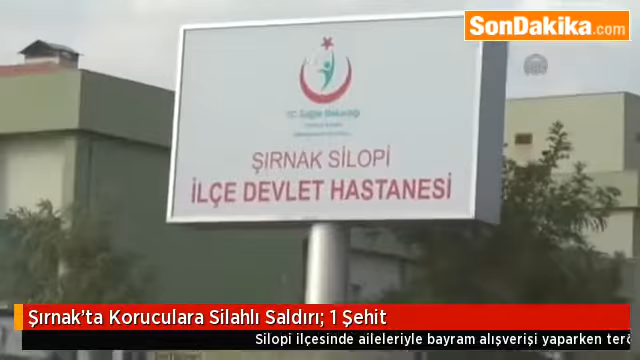 SonDakika.com
AA
T.C. Sağlık Bakanlığı
ŞIRNAK SİLOPİ
İLÇE DEVLET HASTANESİ
Şırnak’ta Koruculara Silahlı Saldırı; 1 Şehit
Silopi ilçesinde aileleriyle bayram alışverişi yaparken